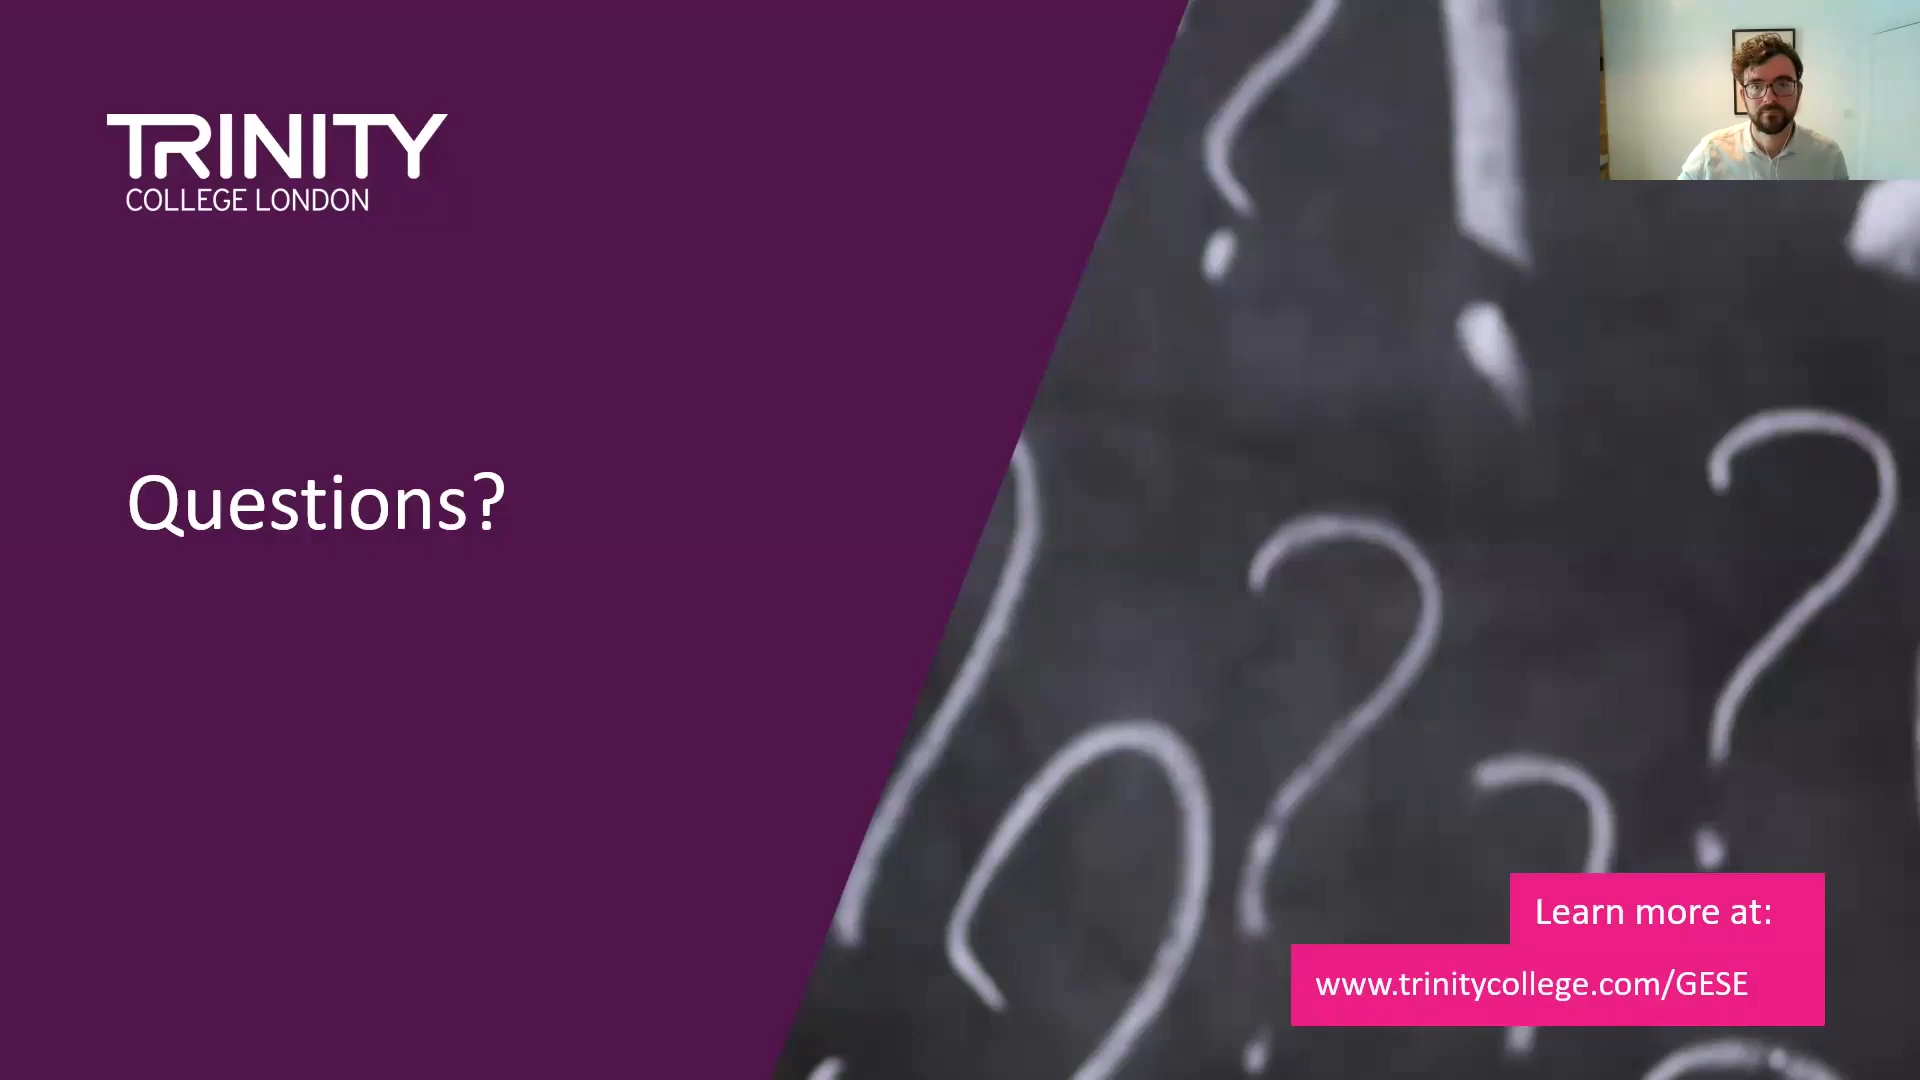 TRINITY
COLLEGE LONDON
Questions?
Learn more at:
www.trinitycollege.com/GESE